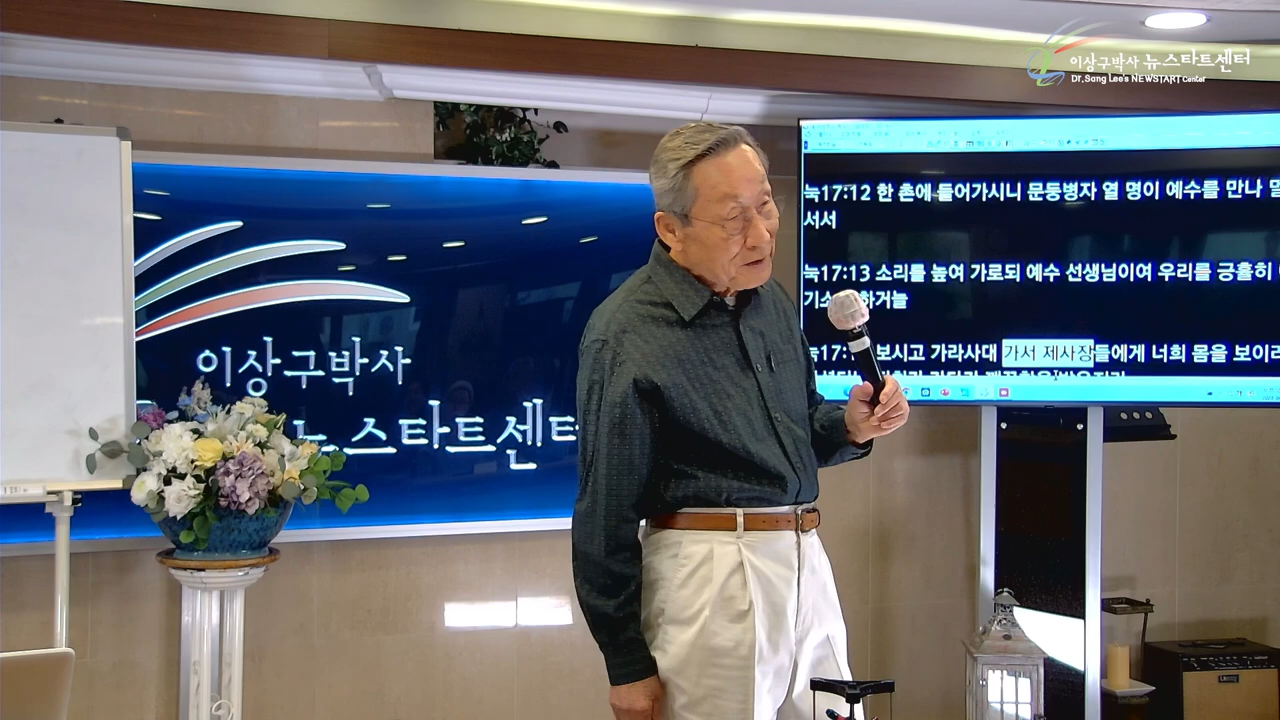 이상구박사 뉴스타트센터
Dr. Sang Lee's NEWSTART Center
이상구박사
뉴스타트센터
눅17:12 한 촌에 들어가시니 문둥병자 열 명이 예수를 만나
서서
눅17:13 소리를 높여 가로되 예수 선생님이여 우리를 긍휼히
하거늘
보시고 가라사대 가서 제사장들에게 너희 몸을 보이라